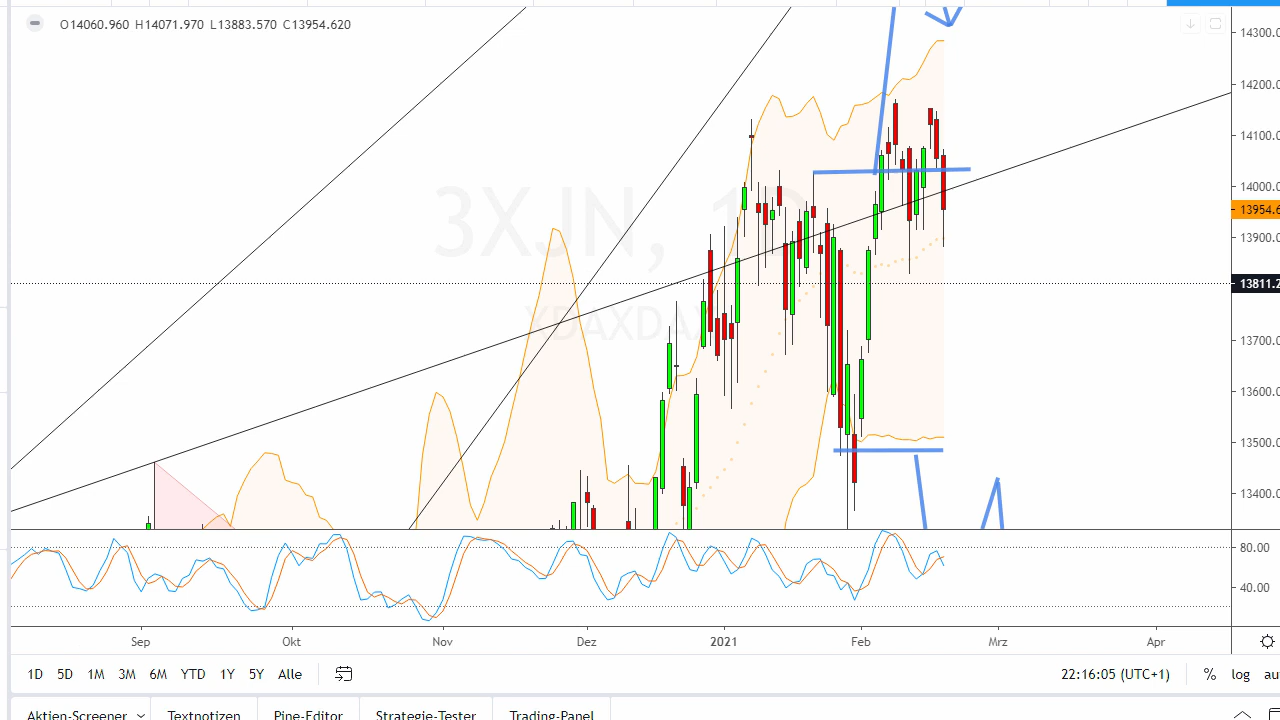 O14060.960 H14071.970 L13883.570 C13954.620
3XJN, 1D
XDAXDAX
14300.0
14200.0
14100.0
14000.0
13954.6
13900.0
13811.2
13700.0
13600.0
13500.0
13400.0
80.00
40.00
Sep Okt Nov Dez 2021 Feb Mrz Apr
1D 5D 1M 3M 6M YTD 1Y 5Y Alle 22:16:05 (UTC+1) % log au
Aktien-Screener Textnotizen Pine-Editor Strategie-Tester Trading-Panel